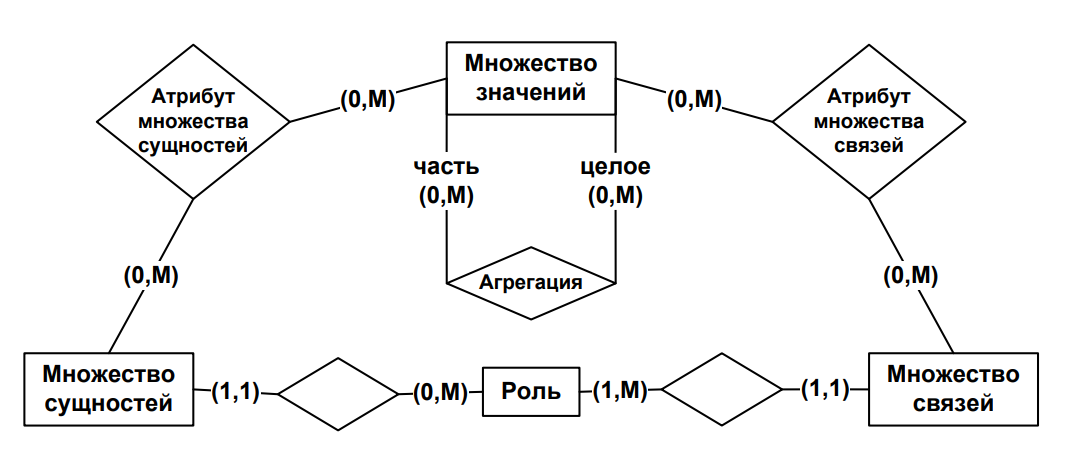 Множество
значений
Атрибут
множества
сущностей
(0,М)
(0,М)
Атрибут
множества
связей
часть
(0,М)
целое
(0,М)
Агрегация
(0,М)
(0,М)
Множество
сущностей
(1,1)
(0,М)
Роль
(1,М)
(1,1)
Множество
связей